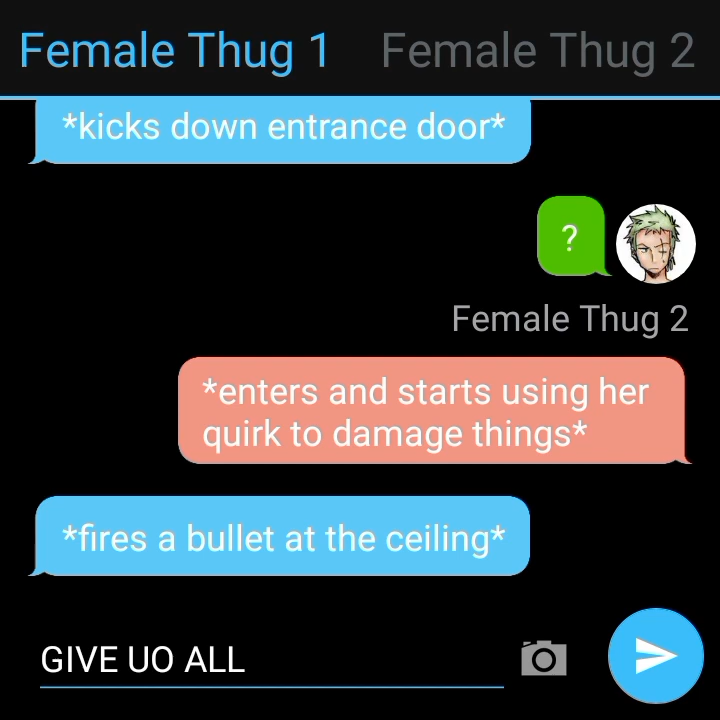 Female Thug 1 Female Thug 2
*kicks down entrance door*
?
Female Thug 2
*enters and starts using her
quirk to damage things*
*fires a bullet at the ceiling*
GIVE UO ALL